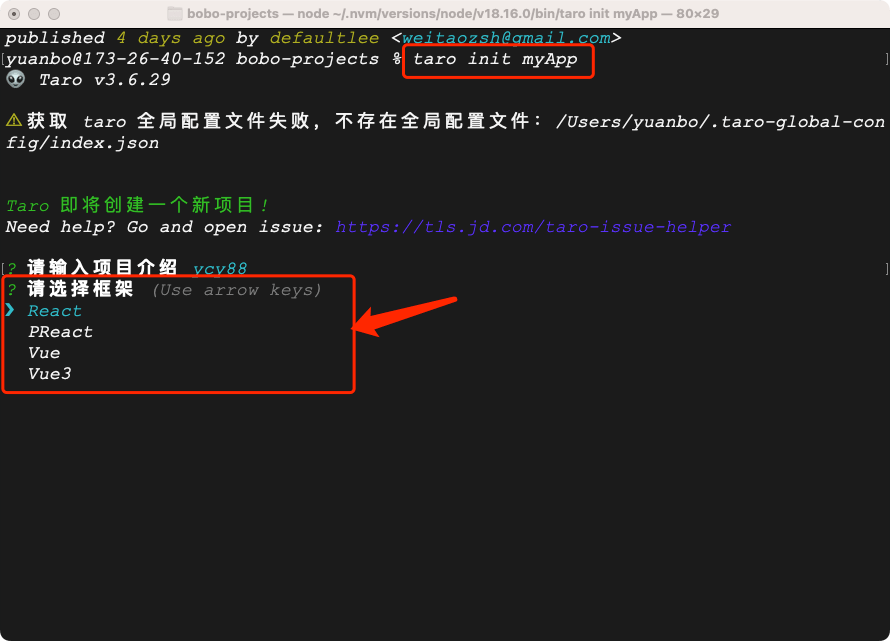 bobo-projects — node ~/.nvm/versions/node/v18.16.0/bin/taro init myApp — 80×29
published 4 days ago by defaultlee <weitaozsh@gmail.com>
[yuanbo@173-26-40-152 bobo-projects % taro init myApp ]
👽 Taro v3.6.29
⚠获取 taro 全局配置文件失败，不存在全局配置文件：/Users/yuanbo/.taro-global-con
fig/index.json
Taro 即将创建一个新项目!
Need help? Go and open issue: https://tls.jd.com/taro-issue-helper
[? 请输入项目介绍 ycy88 ]
? 请选择框架 (Use arrow keys)
❯ React
PReact
Vue
Vue3